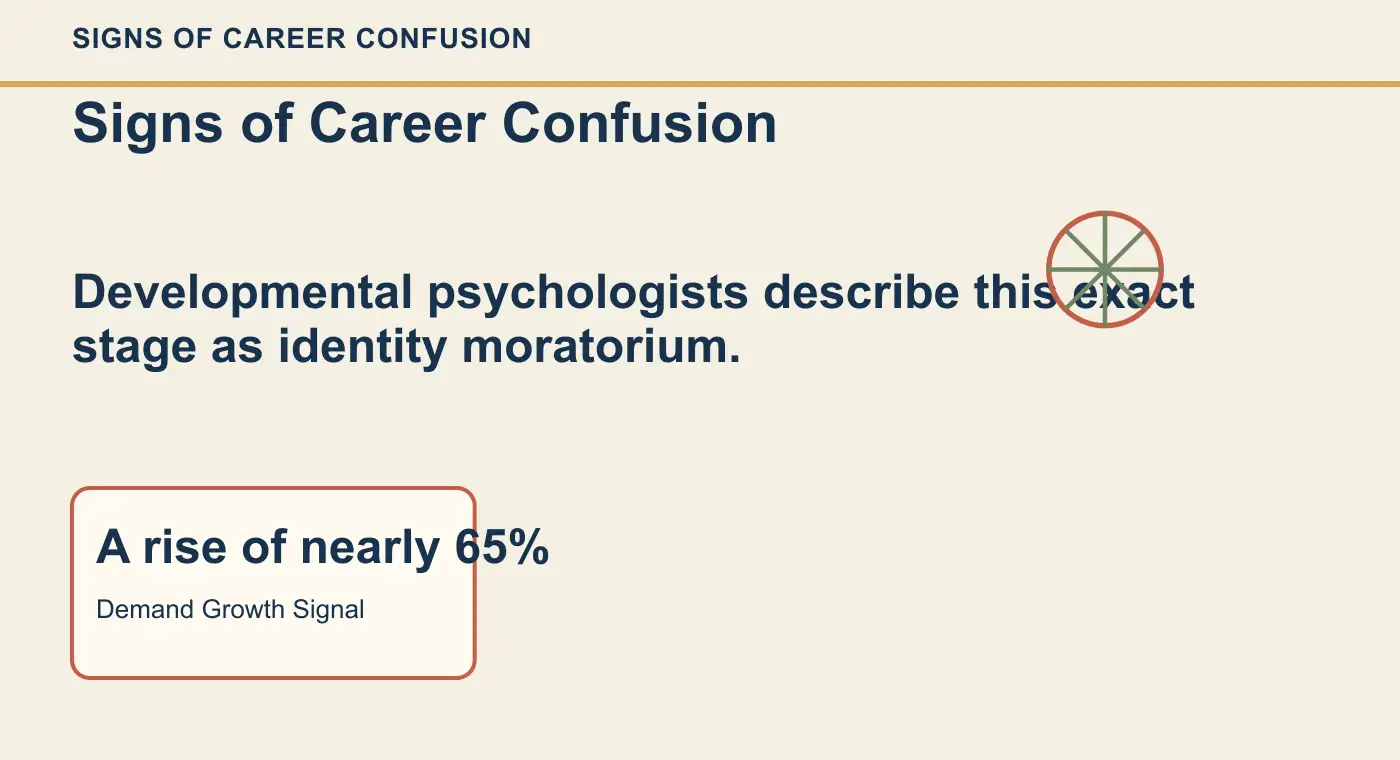 SIGNS OF CAREER CONFUSION
Signs of Career Confusion
Developmental psychologists describe this exact
stage as identity moratorium.
A rise of nearly 65%
Demand Growth Signal